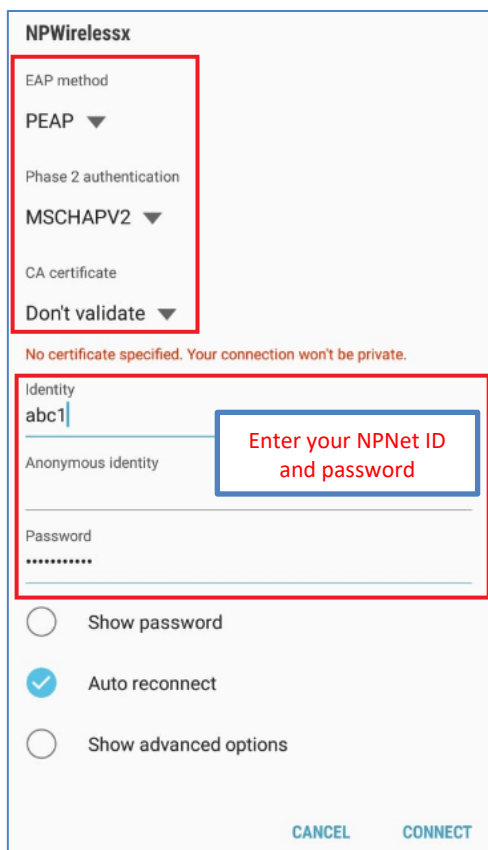 NPWirelessx
EAP method
PEAP
Phase 2 authentication
MSCHAPV2
CA certificate
Don't validate
No certificate specified. Your connection won't be private.
Identity
abc1
Enter your NPNet ID
and password
Anonymous identity
Password
•••••••••••
Show password
Auto reconnect
Show advanced options
CANCEL CONNECT